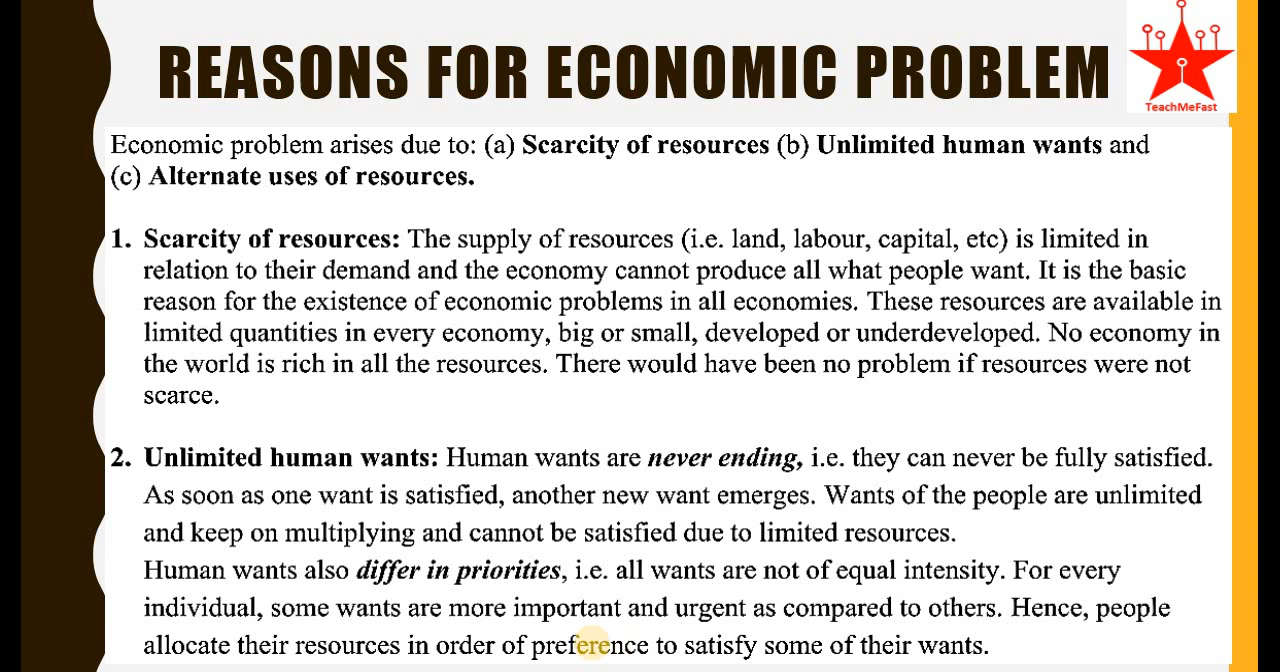 REASONS FOR ECONOMIC PROBLEM
TeachMeFast
Economic problem arises due to: (a) Scarcity of resources (b) Unlimited human wants and
(c) Alternate uses of resources.
1. Scarcity of resources: The supply of resources (i.e. land, labour, capital, etc) is limited in
relation to their demand and the economy cannot produce all what people want. It is the basic
reason for the existence of economic problems in all economies. These resources are available in
limited quantities in every economy, big or small, developed or underdeveloped. No economy in
the world is rich in all the resources. There would have been no problem if resources were not
scarce.
2. Unlimited human wants: Human wants are never ending, i.e. they can never be fully satisfied.
As soon as one want is satisfied, another new want emerges. Wants of the people are unlimited
and keep on multiplying and cannot be satisfied due to limited resources.
Human wants also differ in priorities, i.e. all wants are not of equal intensity. For every
individual, some wants are more important and urgent as compared to others. Hence, people
allocate their resources in order of preference to satisfy some of their wants.